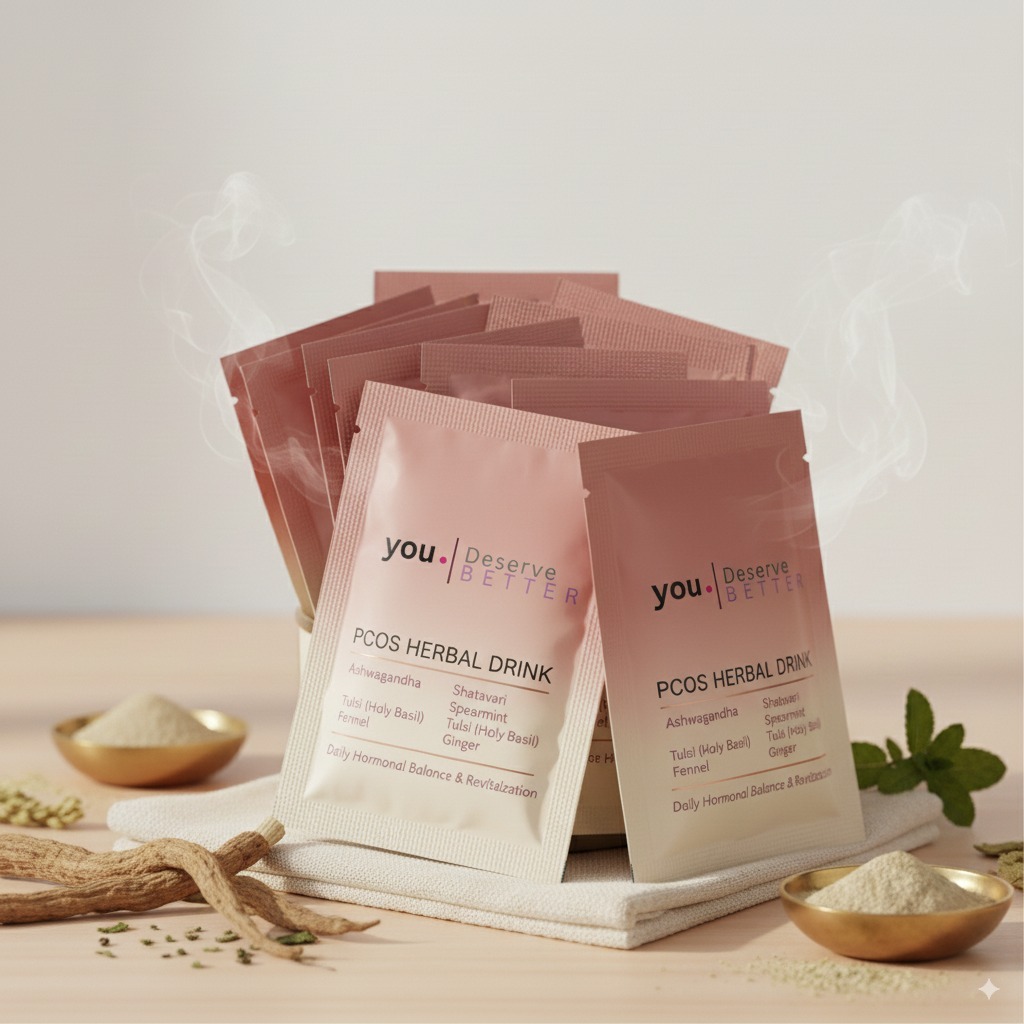 you. | Deserve
BETTER
PCOS HERBAL DRINK
Ashwagandha
Shatavari
Spearmint
Tulsi (Holy Basil)
Tulsi (Holy Basil)
Fennel
Ginger
Daily Hormonal Balance & Revitalzation
you. | Deserve
BETTER
PCOS HERBAL DRINK
Ashwagandha
Shatavari
Spearmint
Tulsi (Holy Basil)
Fennel
Ginger
Daily Hormonal Balance &